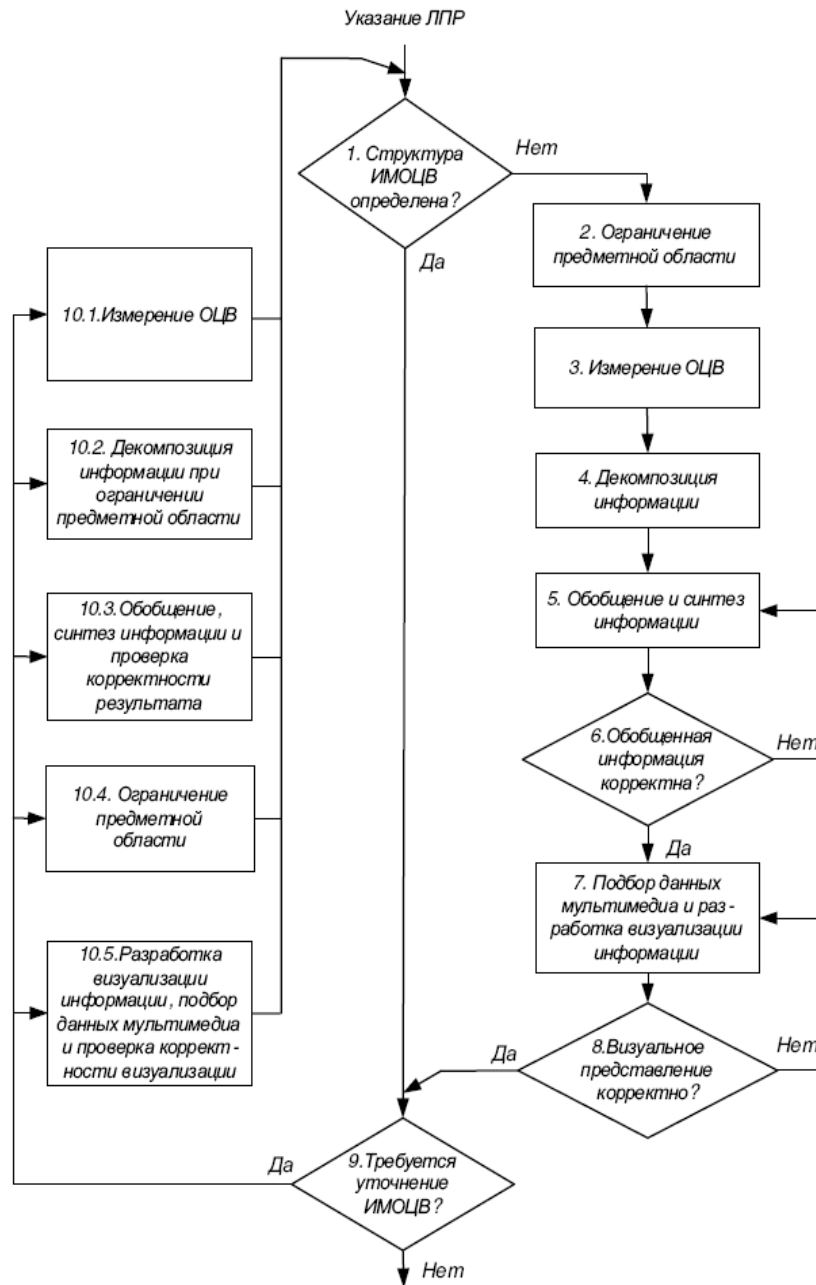 Указание ЛПР
1. Структура
ИМОЦВ
определена?
Нет
Да
2. Ограничение
предметной области
3. Измерение ОЦВ
4. Декомпозиция
информации
5. Обобщение и синтез
информации
6.Обобщенная
информация
корректна?
Нет
Да
7. Подбор данных
мультимедиа и раз-
работка визуализации
информации
8.Визуальное
представление
корректно?
Нет
Да
9.Требуется
уточнение
ИМОЦВ?
Да
Нет
10.1.Измерение ОЦВ
10.2. Декомпозиция
информации при
ограничении
предметной области
10.3.Обобщение,
синтез информации и
проверка
корректности
результата
10.4. Ограничение
предметной
области
10.5.Разработка
визуализации
информации, подбор
данных мультимедиа
и проверка коррект-
ности визуализации